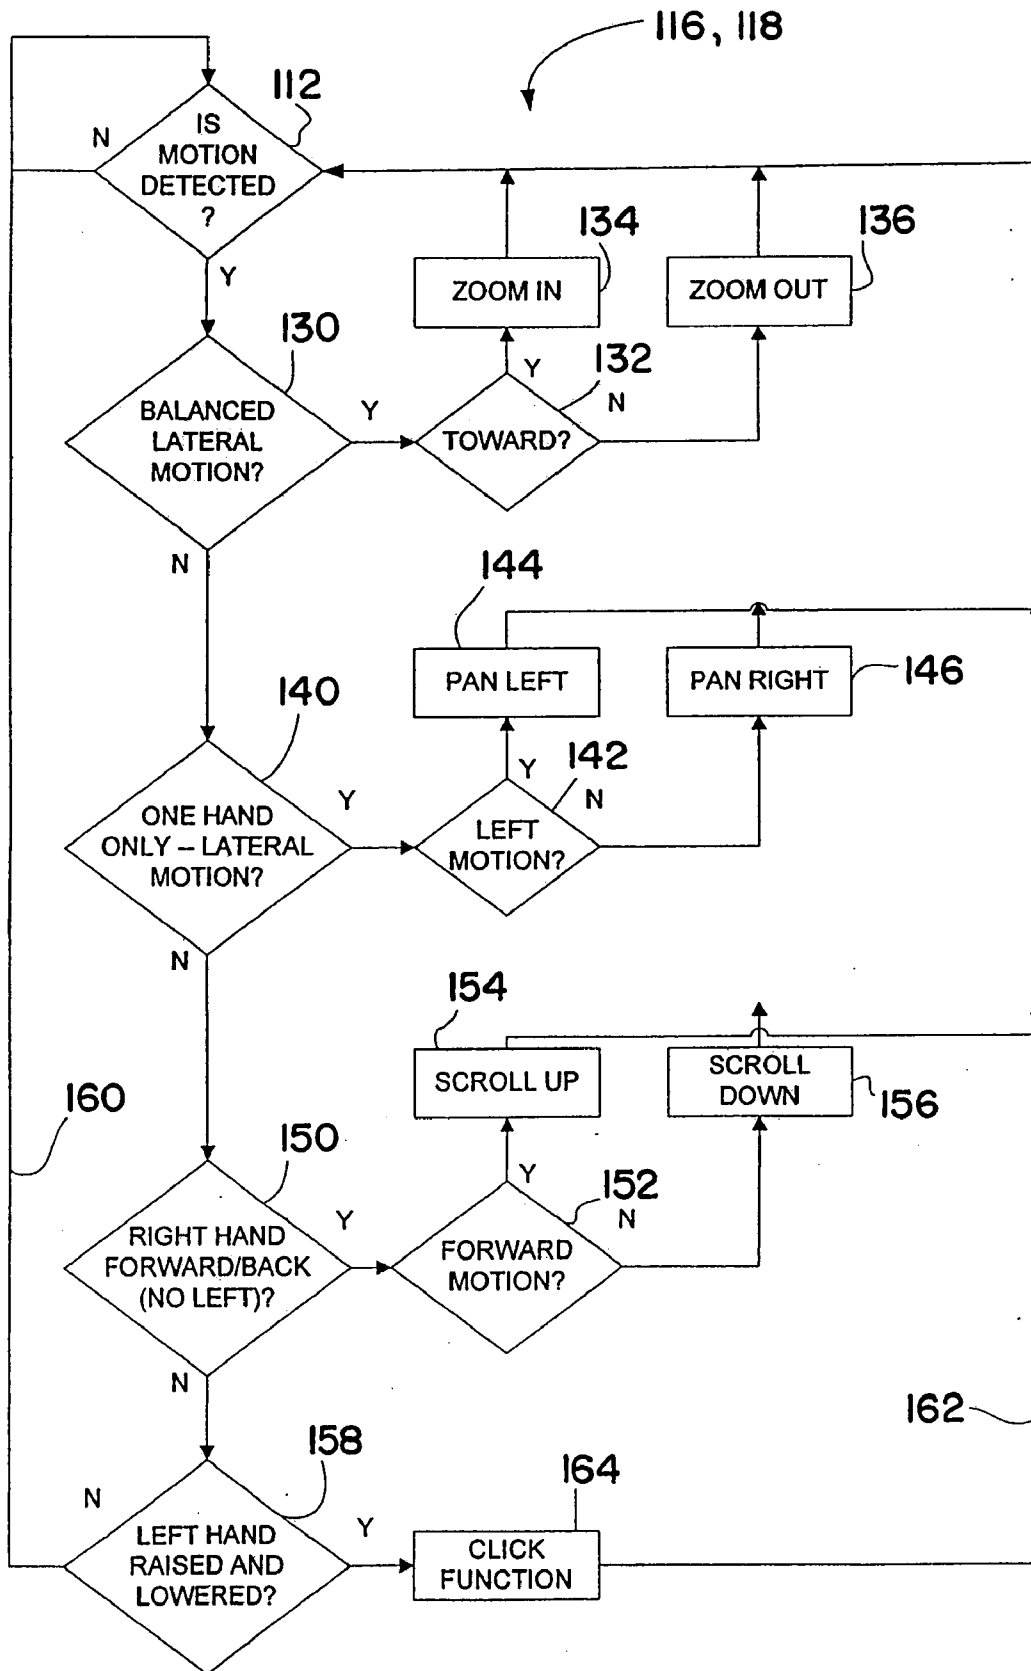 116, 118
112
N
IS
MOTION
DETECTED
?
Y
134
ZOOM IN
136
ZOOM OUT
130
BALANCED
LATERAL
MOTION?
Y
132
Y
N
TOWARD?
N
144
PAN LEFT
PAN RIGHT
146
140
ONE HAND
ONLY – LATERAL
MOTION?
Y
142
Y
N
LEFT
MOTION?
N
154
SCROLL UP
SCROLL
DOWN
156
160
150
RIGHT HAND
FORWARD/BACK
(NO LEFT)?
Y
152
Y
N
FORWARD
MOTION?
N
162
158
N
LEFT HAND
RAISED AND
LOWERED?
Y
164
CLICK
FUNCTION